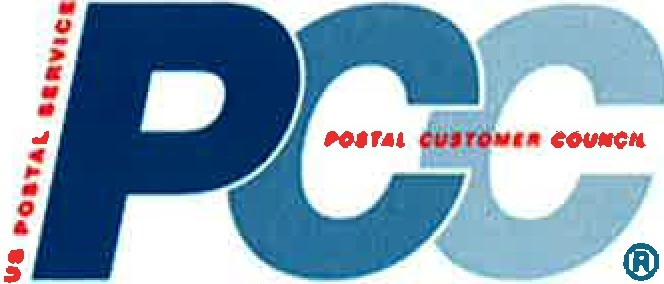 US POSTAL SERVICE
PCC
POSTAL CUSTOMER COUNCIL
®